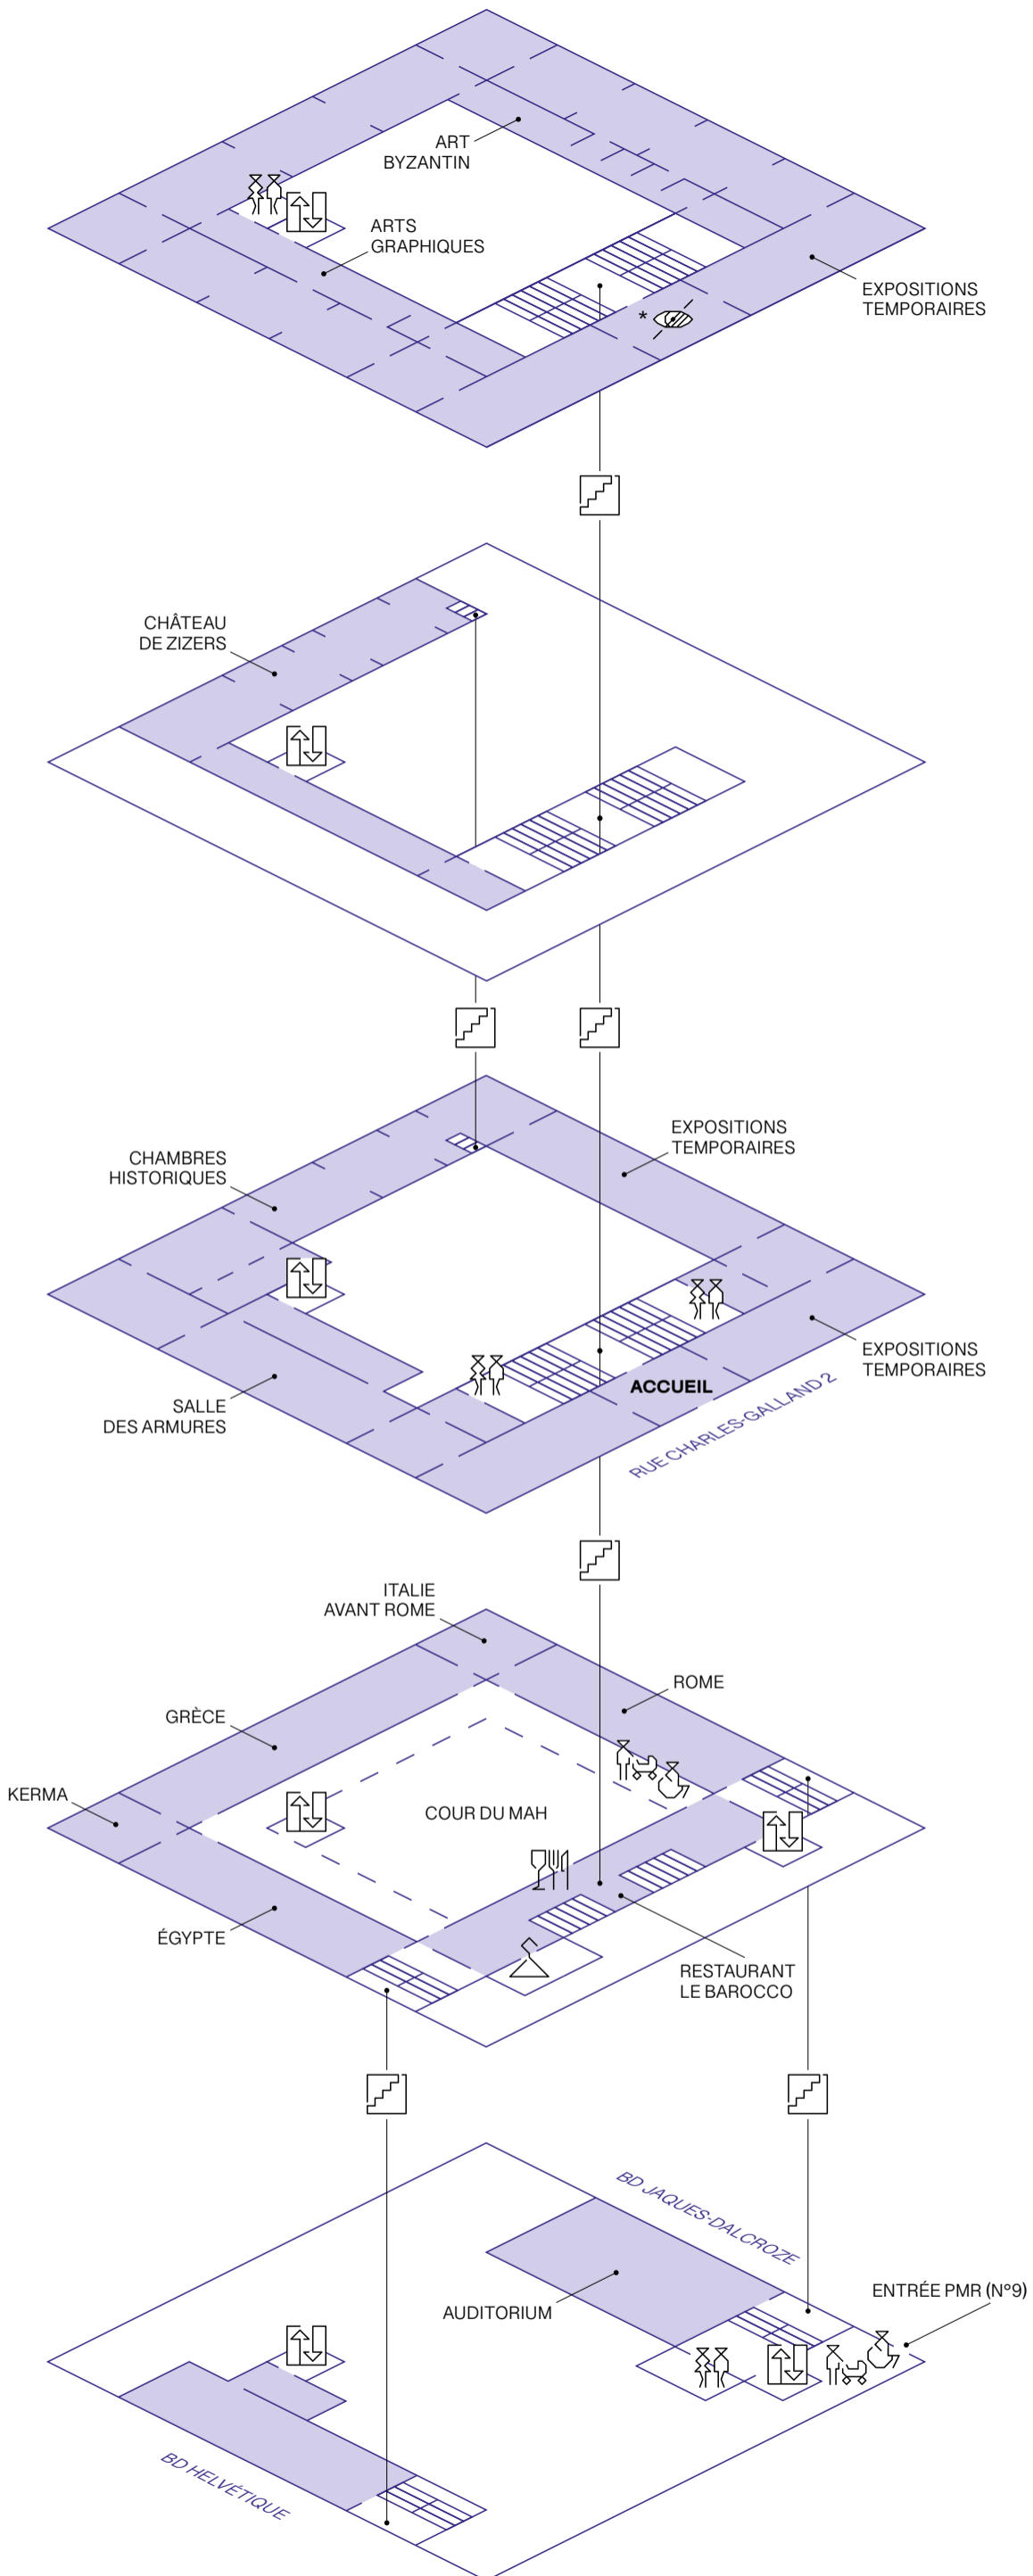 ART
BYZANTIN
ARTS
GRAPHIQUES
EXPOSITIONS
TEMPORAIRES
*
CHÂTEAU
DE ZIZERS
EXPOSITIONS
TEMPORAIRES
CHAMBRES
HISTORIQUES
EXPOSITIONS
TEMPORAIRES
ACCUEIL
SALLE
DES ARMURES
RUE CHARLES-GALLAND 2
ITALIE
AVANT ROME
ROME
GRÈCE
KERMA
COUR DU MAH
ÉGYPTE
RESTAURANT
LE BAROCCO
BD JAQUES-DALCROZE
ENTRÉE PMR (N°9)
AUDITORIUM
BD HELVÉTIQUE